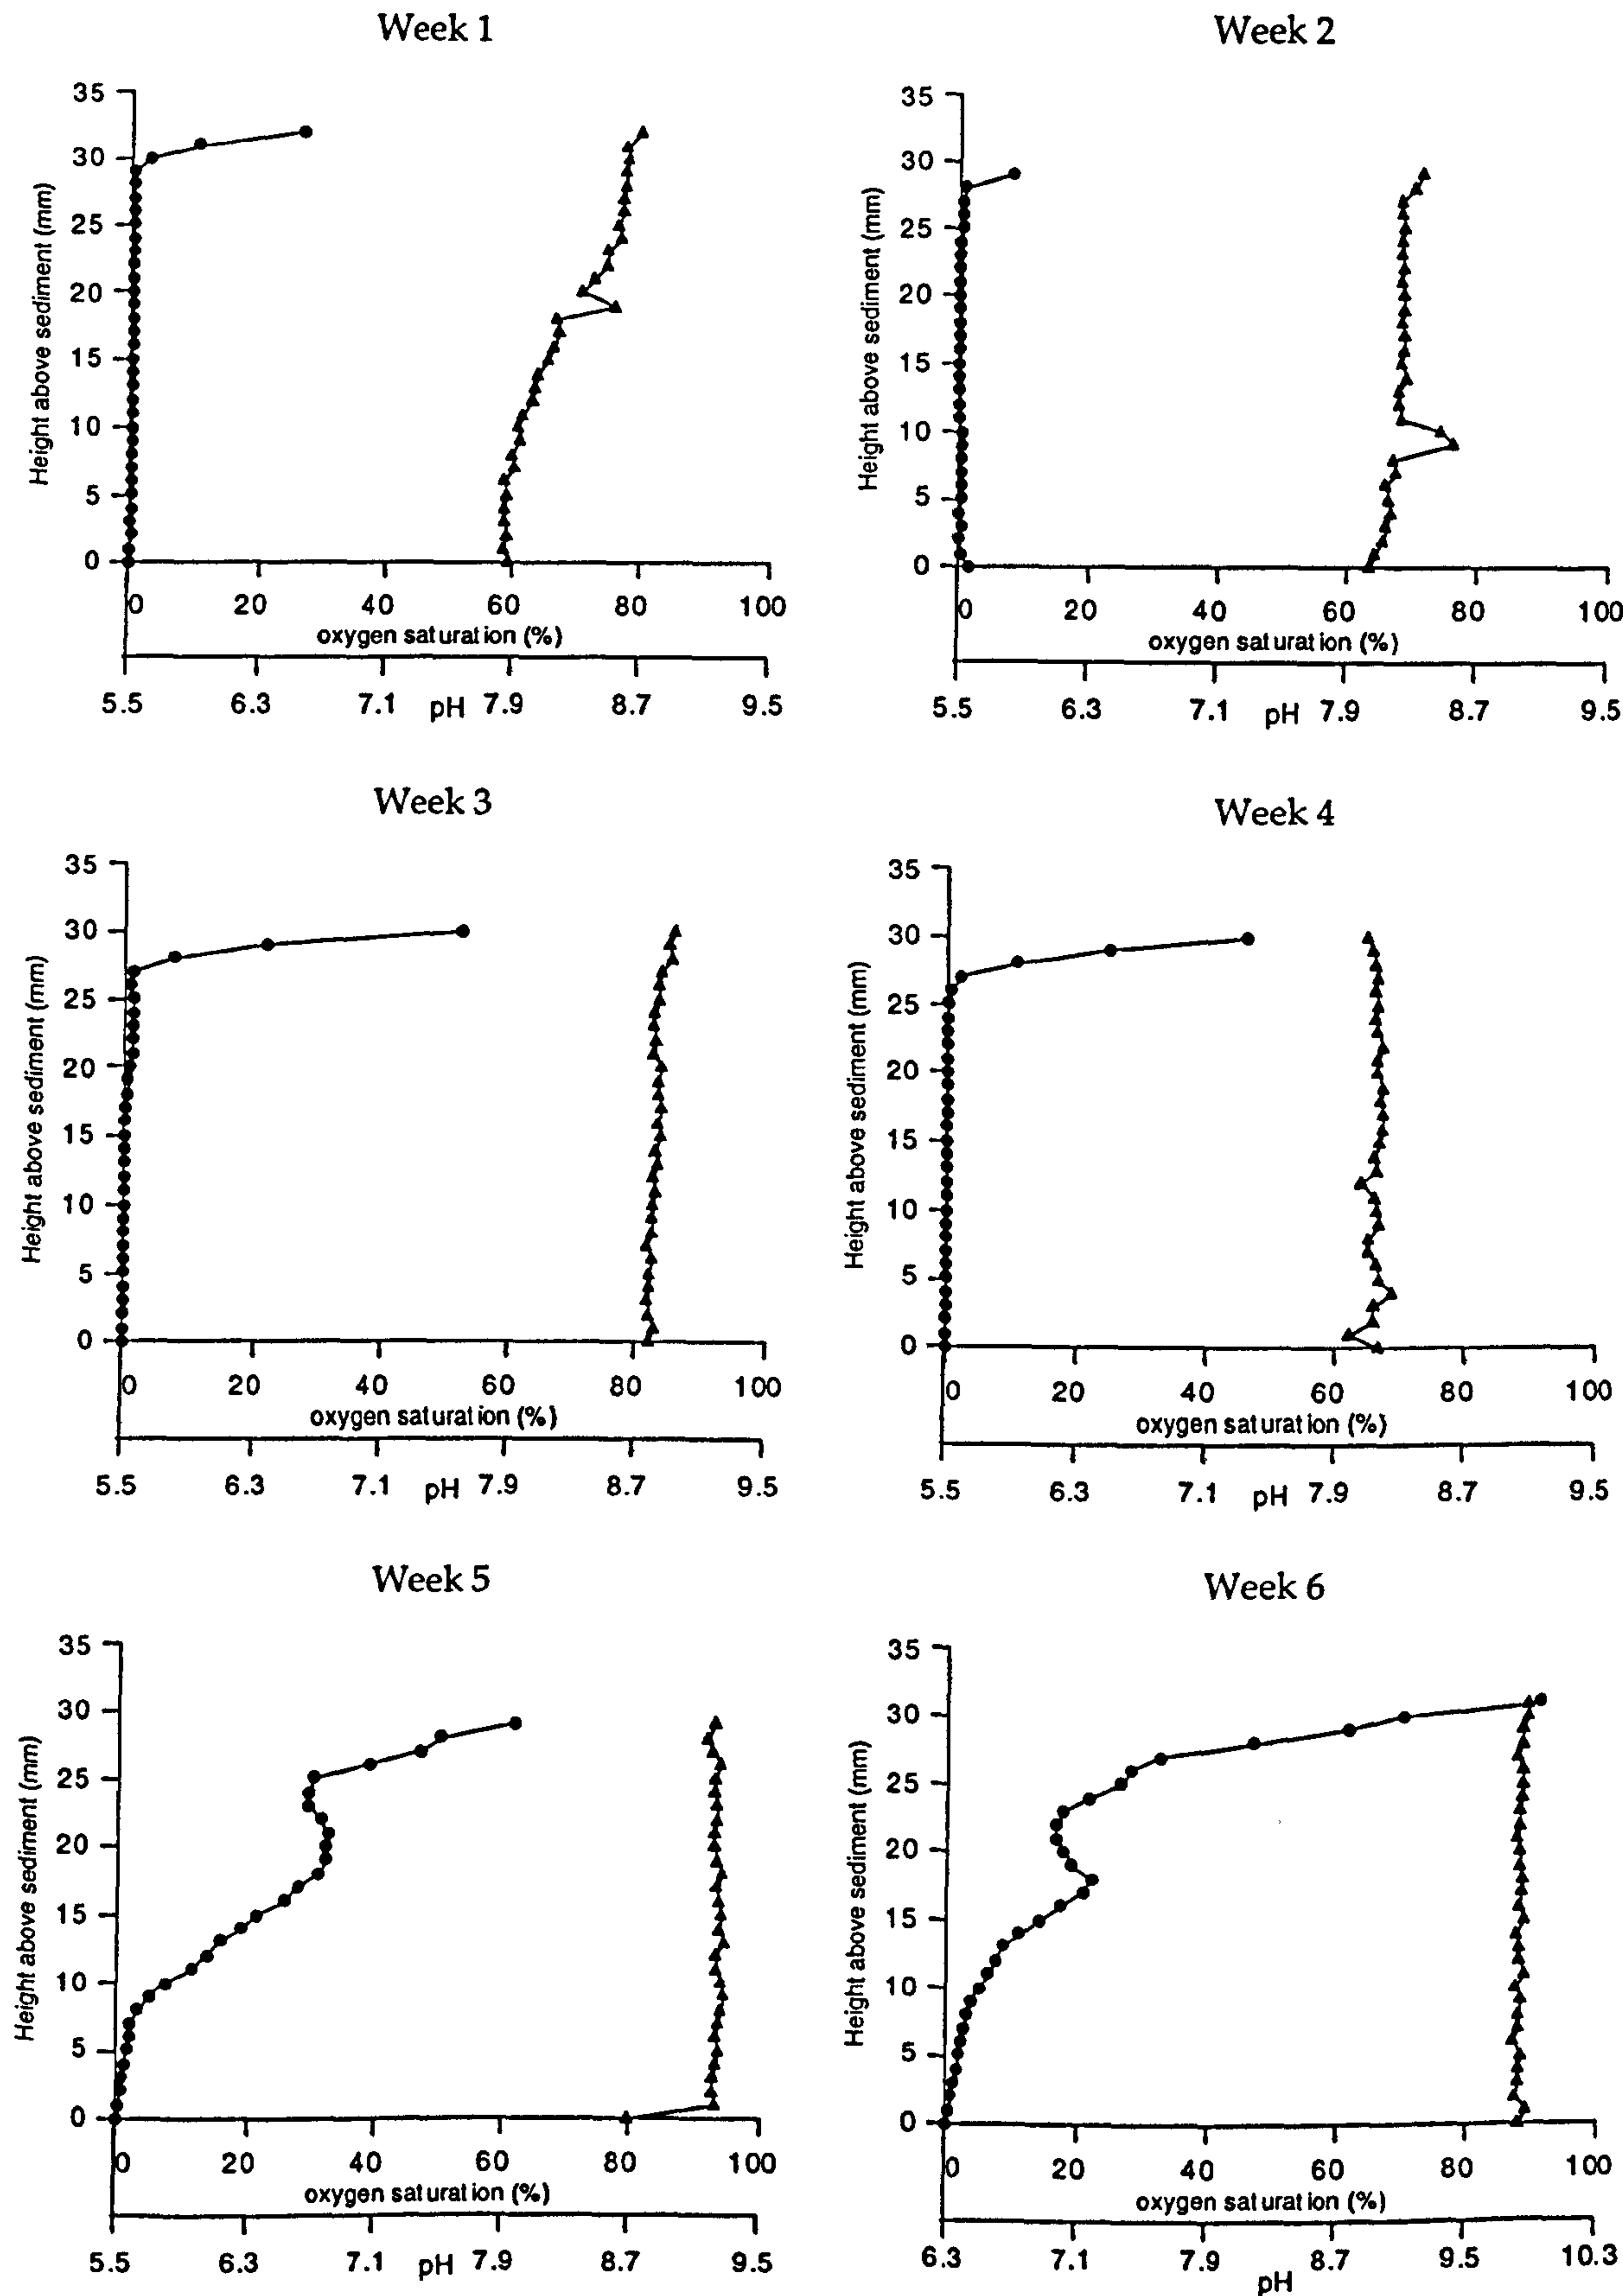 Week 1
35
30
25
20
15
10
5
0
Height above sediment (mm)
0 20 40 60 80 100
oxygen saturation (%)
5.5 6.3 7.1 pH 7.9 8.7 9.5
Week 2
35
30
25
20
15
10
5
0
Height above sediment (mm)
0 20 40 60 80 100
oxygen saturation (%)
5.5 6.3 7.1 pH 7.9 8.7 9.5
Week 3
35
30
25
20
15
10
5
0
Height above sediment (mm)
0 20 40 60 80 100
oxygen saturation (%)
5.5 6.3 7.1 pH 7.9 8.7 9.5
Week 4
35
30
25
20
15
10
5
0
Height above sediment (mm)
0 20 40 60 80 100
oxygen saturation (%)
5.5 6.3 7.1 pH 7.9 8.7 9.5
Week 5
35
30
25
20
15
10
5
0
Height above sediment (mm)
0 20 40 60 80 100
oxygen saturation (%)
5.5 6.3 7.1 pH 7.9 8.7 9.5
Week 6
35
30
25
20
15
10
5
0
Height above sediment (mm)
0 20 40 60 80 100
oxygen saturation (%)
6.3 7.1 7.9 8.7 9.5 10.3
pH